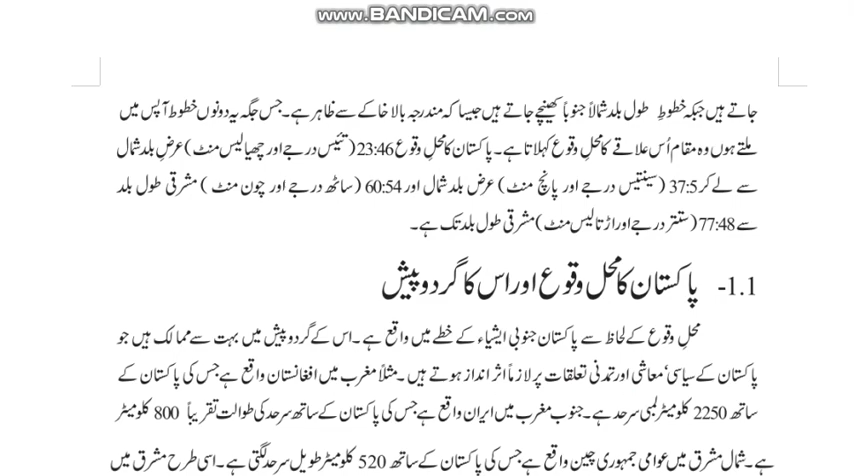 www.BANDICAM.com
جاتے ہیں جبکہ خطوطِ طول بلد شمالاً جنوباً کھینچے جاتے ہیں جیسا کہ مندرجہ بالا خاکے سے ظاہر ہے۔ جس جگہ یہ دونوں خطوط آپس میں
ملتے ہوں وہ مقام اُس علاقے کا محلِ وقوع کہلاتا ہے۔ پاکستان کا محلِ وقوع 23:46 (تیئس درجے اور چھیالیس منٹ) عرضِ بلد شمال
سے لے کر 37:5 (سینتیس درجے اور پانچ منٹ) عرض بلد شمال اور 60:54 (ساٹھ درجے اور چون منٹ) مشرقی طول بلد
سے 77:48 (ستتر درجے اور اڑتالیس منٹ) مشرقی طول بلد تک ہے۔
1.1- پاکستان کا محل وقوع اور اس کا گردوپیش
محلِ وقوع کے لحاظ سے پاکستان جنوبی ایشیاء کے خطے میں واقع ہے۔ اس کے گردوپیش میں بہت سے ممالک ہیں جو
پاکستان کے سیاسی‘ معاشی اور تمدنی تعلقات پر لازماً اثر انداز ہوتے ہیں۔ مثلاً مغرب میں افغانستان واقع ہے جس کی پاکستان کے
ساتھ 2250 کلومیٹر لمبی سرحد ہے۔ جنوب مغرب میں ایران واقع ہے جس کی پاکستان کے ساتھ سرحد کی طوالت تقریباً 800 کلومیٹر
ہے۔ شمال مشرق میں عوامی جمہوری چین واقع ہے جس کی پاکستان کے ساتھ 520 کلومیٹر طویل سرحد لگتی ہے۔ اسی طرح مشرق میں